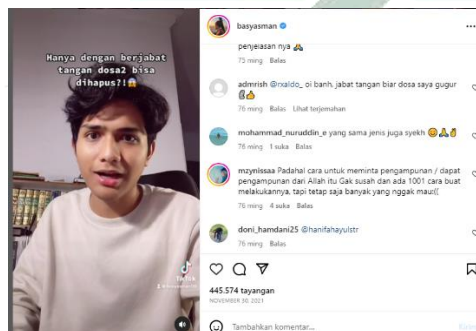 Hanya dengan berjabat
tangan dosa2 bisa
dihapus?!😱
TikTok
basyasman
penjelasan nya 🙏
75 ming Balas
admrish @rxaldo_ oi banh. jabat tangan biar dosa saya gugur
76 ming Balas Lihat terjemahan
mohammad_nuruddin_e yang sama jenis juga syekh
76 ming 1 suka Balas
mzynissaa Padahal cara untuk meminta pengampunan / dapat
pengampunan dari Allah itu Gak susah dan ada 1001 cara buat
melakukannya, tapi tetap saja banyak yang nggak mau:((
76 ming 4 suka Balas
doni_hamdani25 @hanifahayulstr
76 ming Balas
445.574 tayangan
NOVEMBER 30, 2021
Tambahkan komentar...